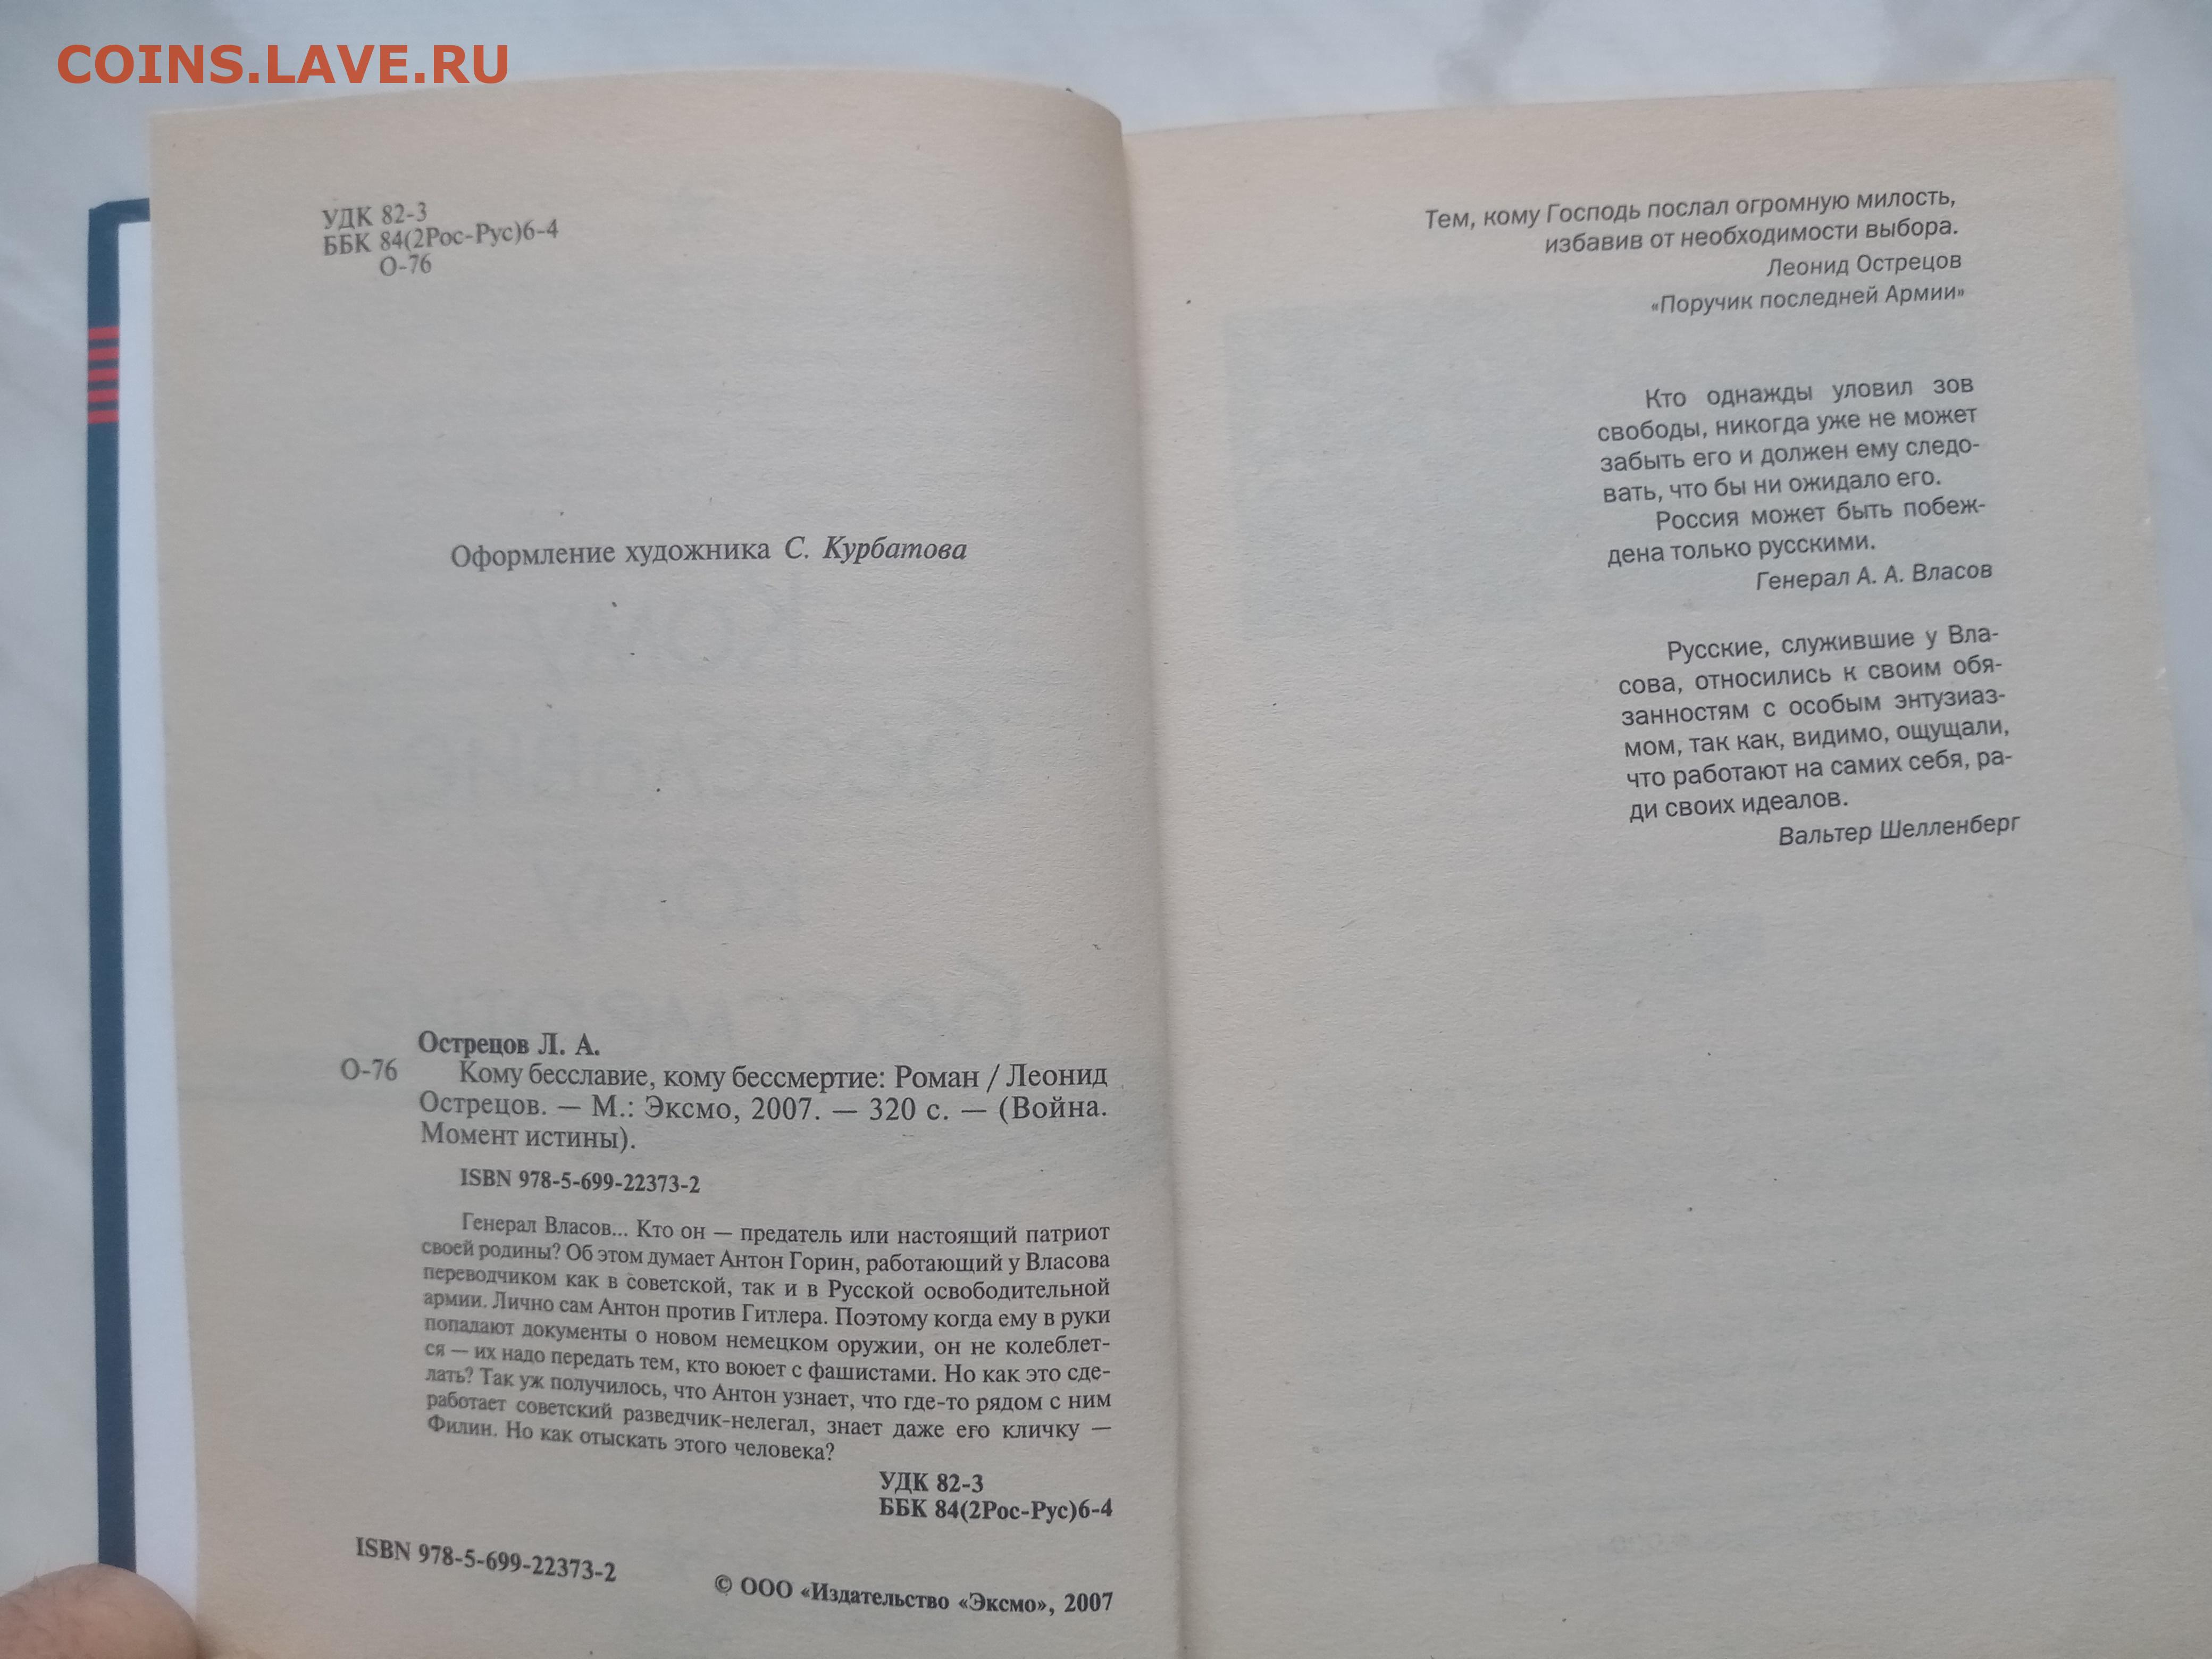 COINS.LAVE.RU
УДК 82-3
ББК 84(2Рос-Рус)6-4
О-76
Оформление художника С. Курбатова
Острецов Л. А.
О-76 Кому бесславие, кому бессмертие: Роман / Леонид
Острецов. — М.: Эксмо, 2007. — 320 с. — (Война.
Момент истины).
ISBN 978-5-699-22373-2
Генерал Власов... Кто он — предатель или настоящий патриот
своей родины? Об этом думает Антон Горин, работающий у Власова
переводчиком как в советской, так и в Русской освободительной
армии. Лично сам Антон против Гитлера. Поэтому когда ему в руки
попадают документы о новом немецком оружии, он не колеблет-
ся — их надо передать тем, кто воюет с фашистами. Но как это сде-
лать? Так уж получилось, что Антон узнает, что где-то рядом с ним
работает советский разведчик-нелегал, знает даже его кличку —
Филин. Но как отыскать этого человека?
УДК 82-3
ББК 84(2Рос-Рус)6-4
ISBN 978-5-699-22373-2
© ООО «Издательство «Эксмо», 2007
Тем, кому Господь послал огромную милость,
избавив от необходимости выбора.
Леонид Острецов
«Поручик последней Армии»
Кто однажды уловил зов
свободы, никогда уже не может
забыть его и должен ему следо-
вать, что бы ни ожидало его.
Россия может быть побеж-
дена только русскими.
Генерал А. А. Власов
Русские, служившие у Вла-
сова, относились к своим обя-
занностям с особым энтузиаз-
мом, так как, видимо, ощущали,
что работают на самих себя, ра-
ди своих идеалов.
Вальтер Шелленберг